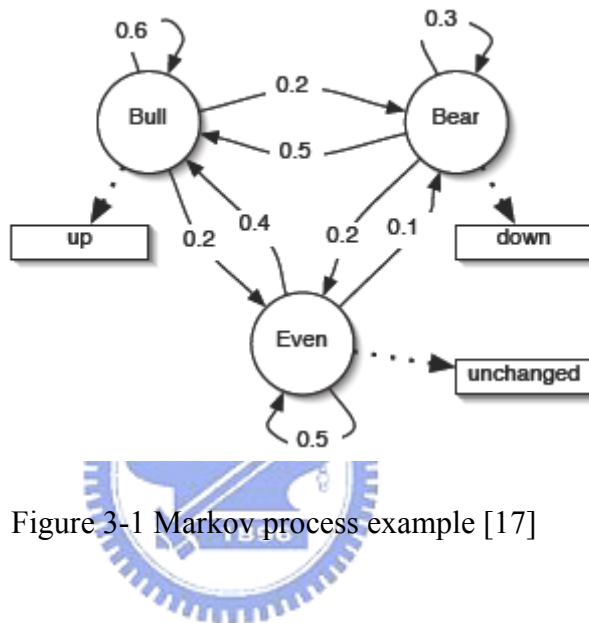 0.6
0.3
Bull
0.2
Bear
0.5
up
0.2
0.4
0.2
0.1
down
Even
unchanged
0.5
Figure 3-1 Markov process example [17]
1896